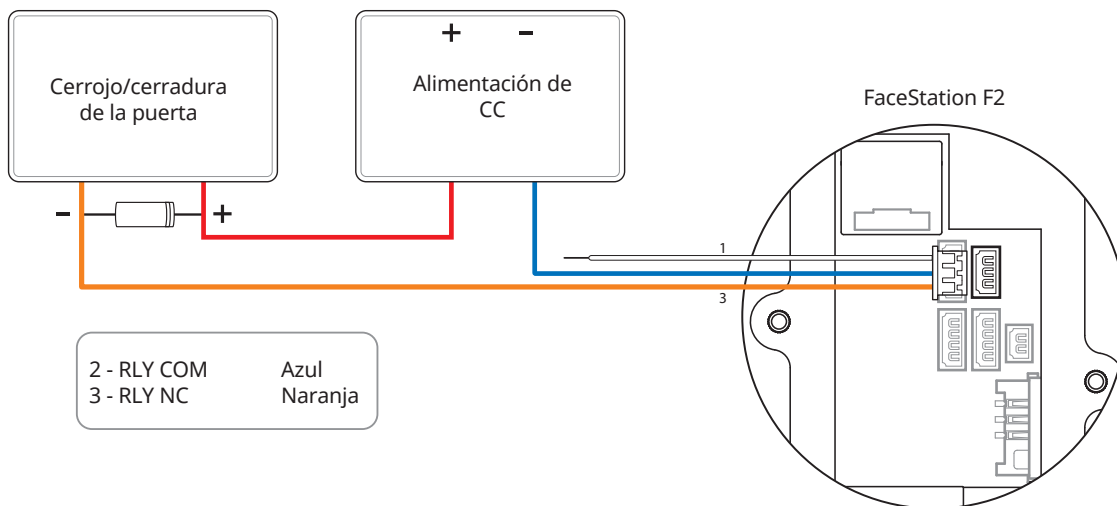 Cerrojo/cerradura
de la puerta
+ -
Alimentación de
CC
FaceStation F2
- +
1
3
2 - RLY COM Azul
3 - RLY NC Naranja